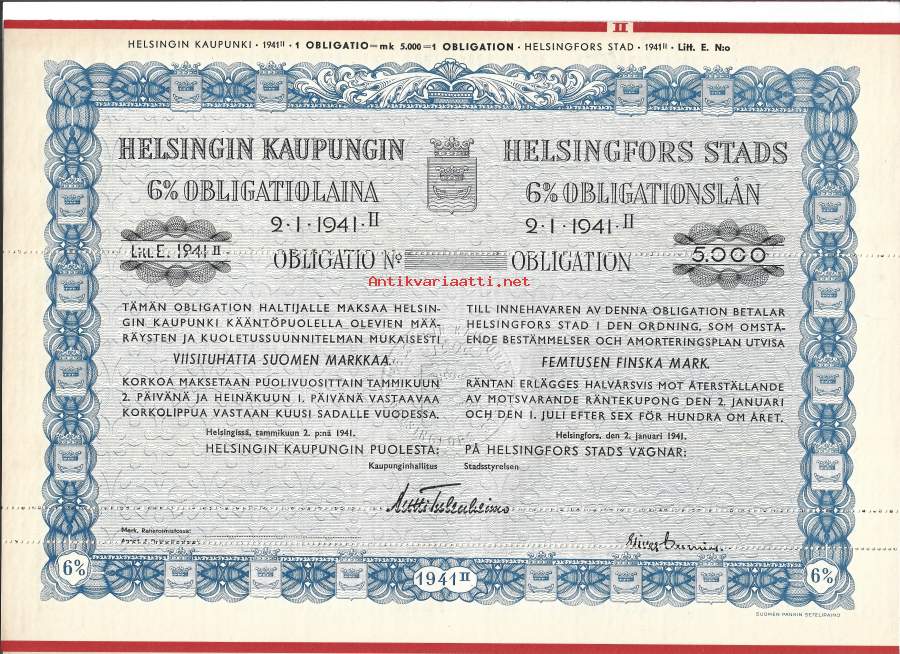 II
HELSINGIN KAUPUNKI · 1941 II · 1 OBLIGATIO = mk 5.000 = 1 OBLIGATION · HELSINGFORS STAD · 1941 II · Litt. E. N:o
HELSINGIN KAUPUNGIN
6% OBLIGATIOLAINA
2·I·1941·II
Litt. E. 1941 II
HELSINGFORS STADS
6% OBLIGATIONSLÅN
2·I·1941·II
5.000
OBLIGATIO No OBLIGATION
Antikvariaatti.net
TÄMÄN OBLIGATION HALTIJALLE MAKSAA HELSIN-
GIN KAUPUNKI KÄÄNTÖPUOLELLA OLEVIEN MÄÄ-
RÄYSTEN JA KUOLETUSSUUNNITELMAN MUKAISESTI
VIISITUHATTA SUOMEN MARKKAA.
KORKOA MAKSETAAN PUOLIVUOSITTAIN TAMMIKUUN
2. PÄIVÄNÄ JA HEINÄKUUN 1. PÄIVÄNÄ VASTAAVAA
KORKOLIPPUA VASTAAN KUUSI SADALLE VUODESSA.
Helsingissä, tammikuun 2. p:nä 1941.
HELSINGIN KAUPUNGIN PUOLESTA:
Kaupunginhallitus
TILL INNEHAVAREN AV DENNA OBLIGATION BETALAR
HELSINGFORS STAD I DEN ORDNING, SOM OMSTÅ-
ENDE BESTÄMMELSER OCH AMORTERINGSPLAN UTVISA
FEMTUSEN FINSKA MARK.
RÄNTAN ERLÄGGES HALVÅRSVIS MOT ÅTERSTÄLLANDE
AV MOTSVARANDE RÄNTEKUPONG DEN 2. JANUARI
OCH DEN 1. JULI EFTER SEX FÖR HUNDRA OM ÅRET.
Helsingfors, den 2. januari 1941.
PÅ HELSINGFORS STADS VÄGNAR:
Stadsstyrelsen
Antti Tulenheimo
Merk. Rahatoimistossa:
6%
1941 II
6%
SUOMEN PANKIN SETELIPAINO